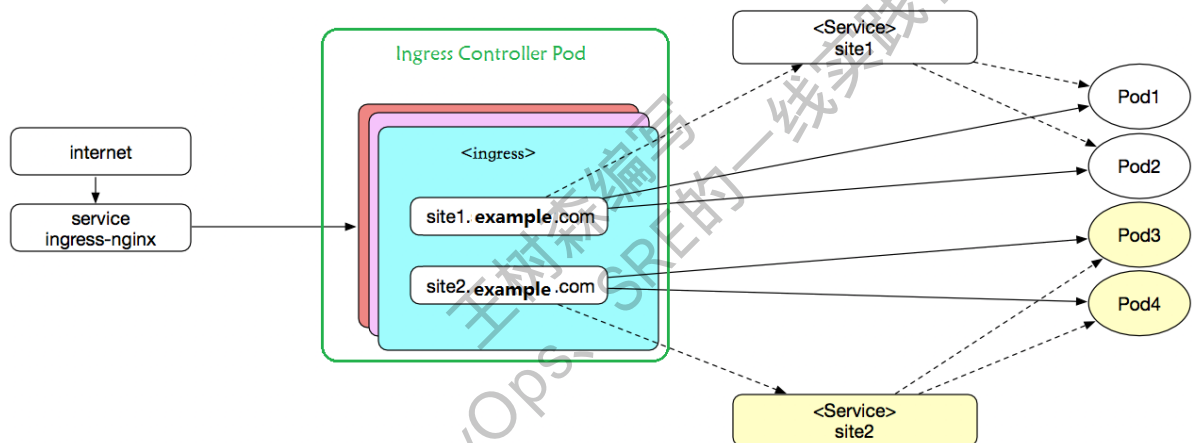 Ingress Controller Pod
<Service>
site1
Pod1
internet
<ingress>
Pod2
service
ingress-nginx
site1.example.com
Pod3
site2.example.com
Pod4
<Service>
site2
王树森编写
Ops、SRE的一线实践